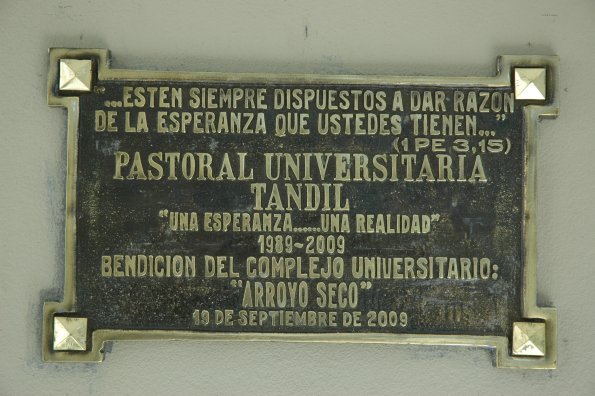 "...ESTEN SIEMPRE DISPUESTOS A DAR RAZON
DE LA ESPERANZA QUE USTEDES TIENEN..."
(1 PE 3,15)
PASTORAL UNIVERSITARIA
TANDIL
"UNA ESPERANZA......UNA REALIDAD"
1989~2009
BENDICION DEL COMPLEJO UNIVERSITARIO:
"ARROYO SECO"
19 DE SEPTIEMBRE DE 2009